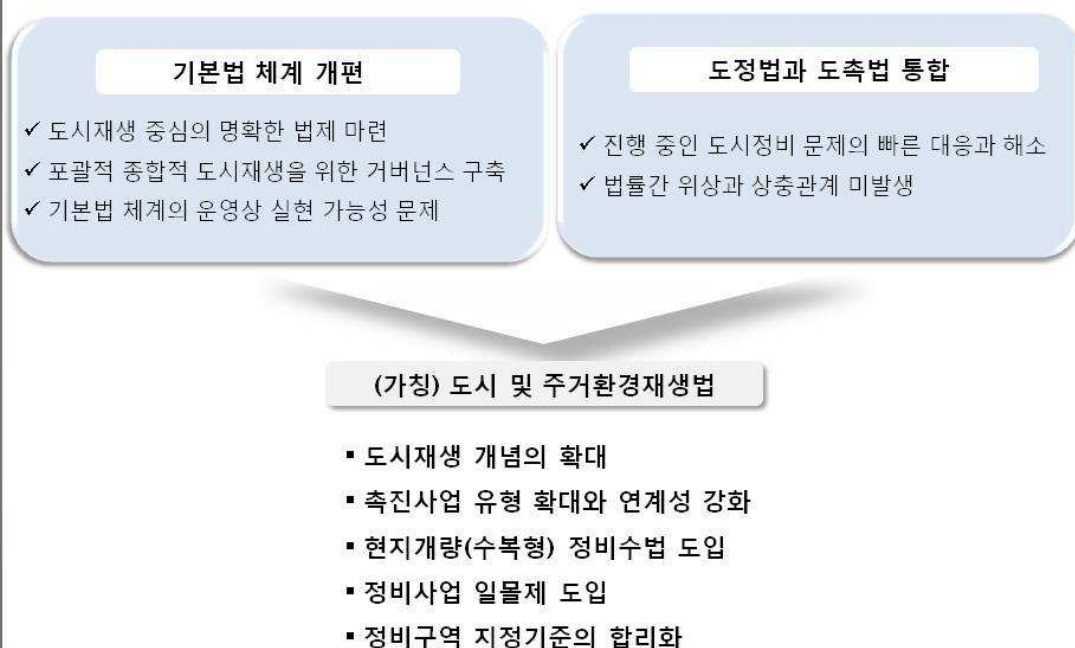 기본법 체계 개편
✓ 도시재생 중심의 명확한 법제 마련
✓ 포괄적 종합적 도시재생을 위한 거버넌스 구축
✓ 기본법 체계의 운영상 실현 가능성 문제
도정법과 도촉법 통합
✓ 진행 중인 도시정비 문제의 빠른 대응과 해소
✓ 법률간 위상과 상충관계 미발생
(가칭) 도시 및 주거환경재생법
▪ 도시재생 개념의 확대
▪ 촉진사업 유형 확대와 연계성 강화
▪ 현지개량(수복형) 정비수법 도입
▪ 정비사업 일몰제 도입
▪ 정비구역 지정기준의 합리화